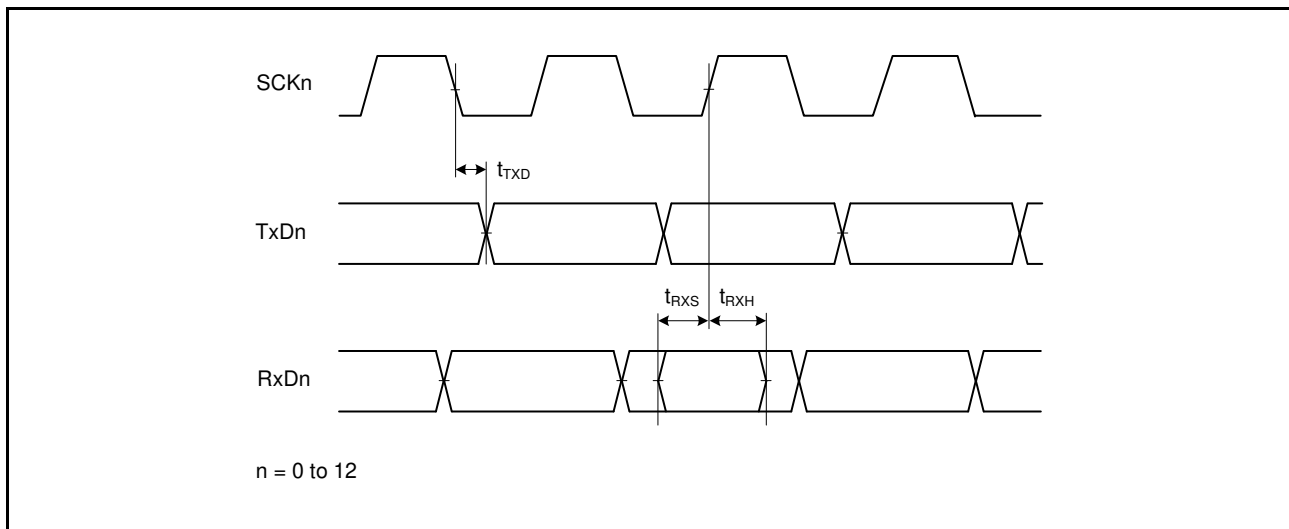 SCKn
tTXD
TxDn
tRXS tRXH
RxDn
n = 0 to 12